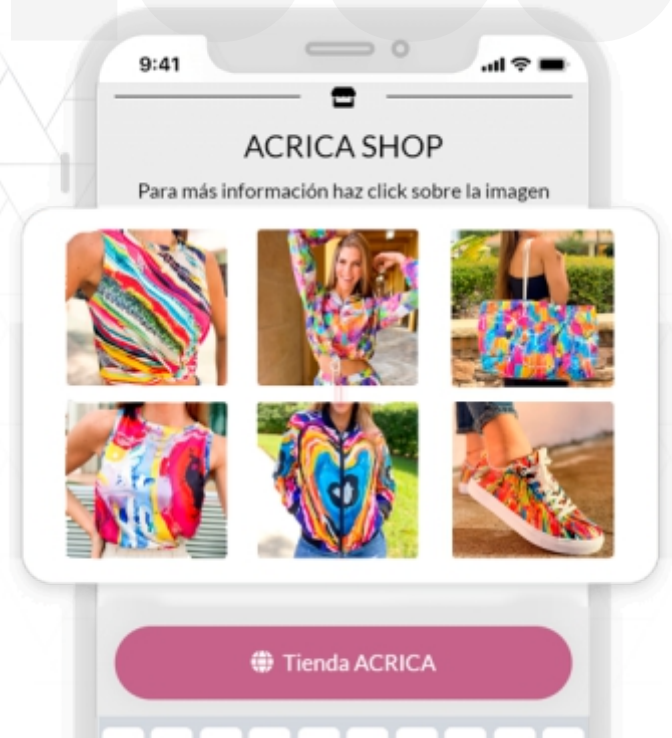 9:41
ACRICA SHOP
Para más información haz click sobre la imagen
Tienda ACRICA